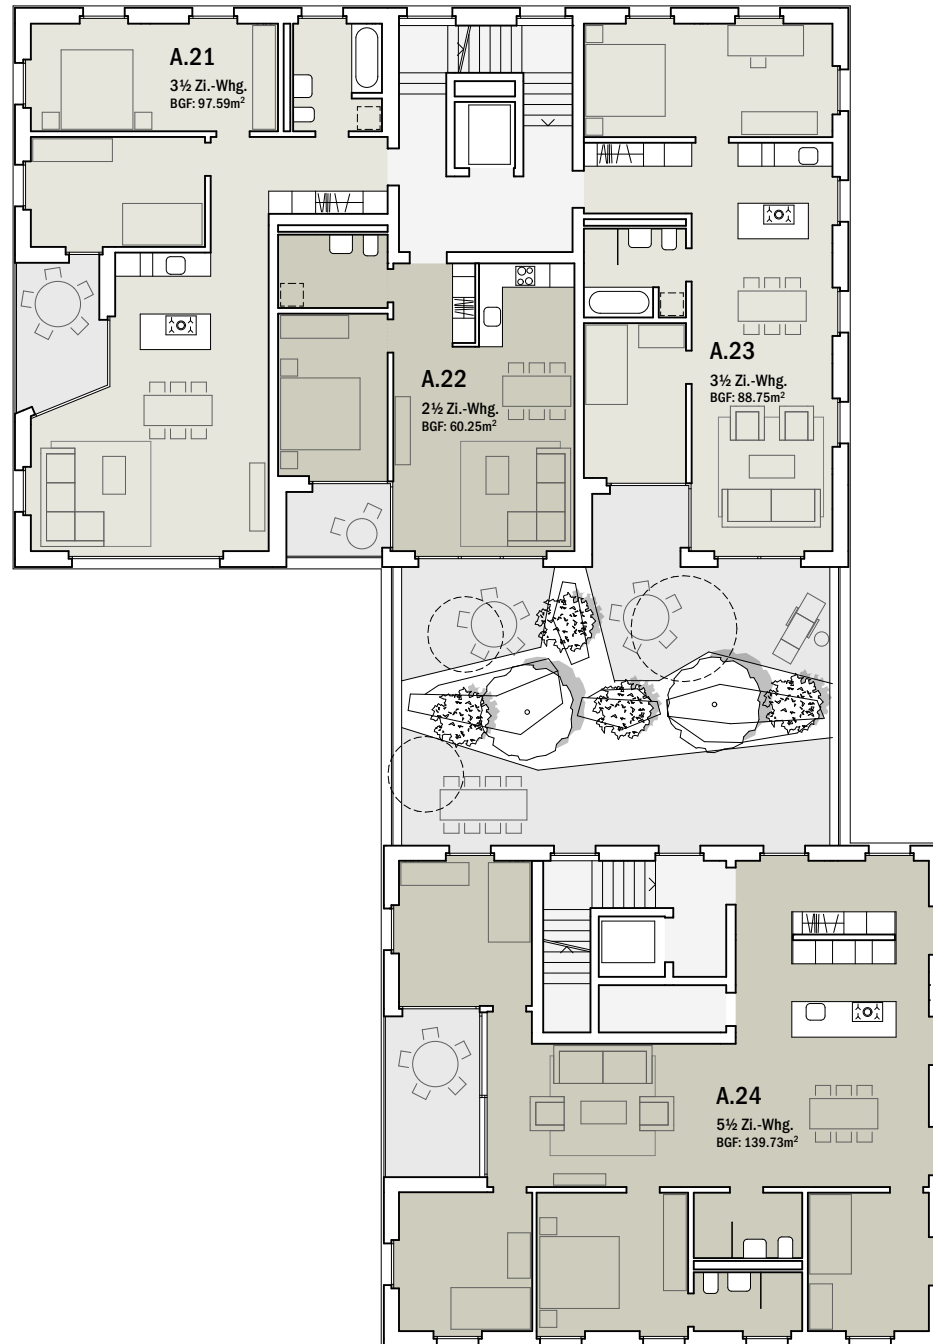 A.21
3½ Zi.-Whg.
BGF: 97.59m²
A.22
2½ Zi.-Whg.
BGF: 60.25m²
A.23
3½ Zi.-Whg.
BGF: 88.75m²
A.24
5½ Zi.-Whg.
BGF: 139.73m²